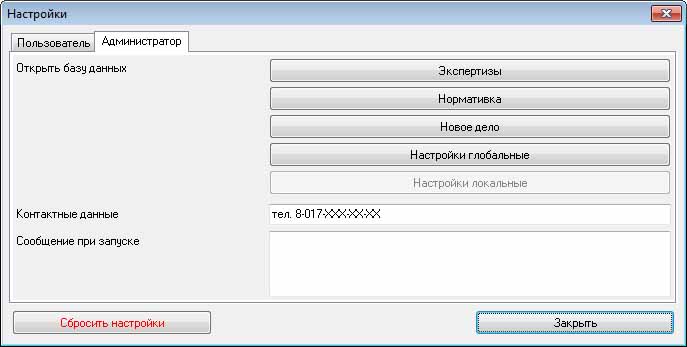 Настройки
Пользователь
Администратор
Открыть базу данных
Экспертизы
Нормативка
Новое дело
Настройки глобальные
Настройки локальные
Контактные данные
тел. 8-017-XXX-XX-XX
Сообщение при запуске
Сбросить настройки
Закрыть